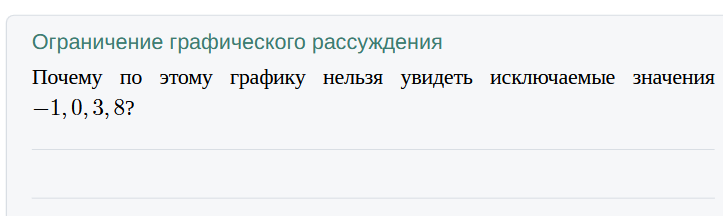 Ограничение графического рассуждения
Почему по этому графику нельзя увидеть исключаемые значения
−1, 0, 3, 8?